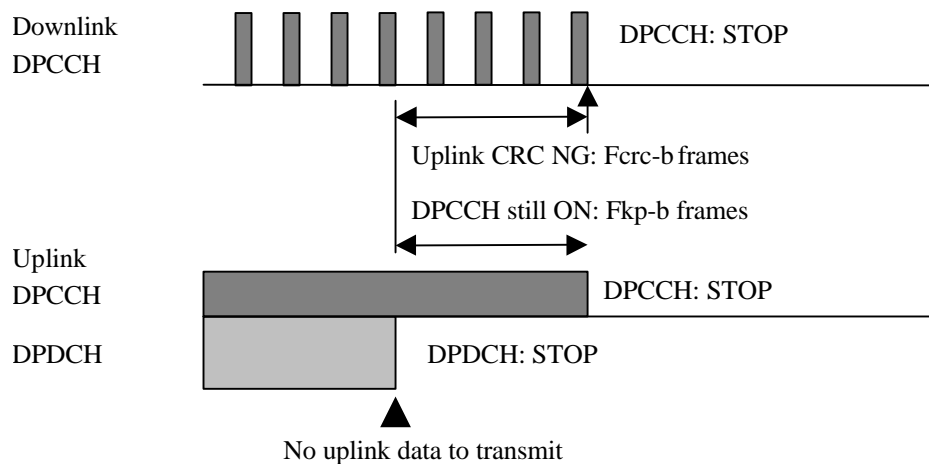 Downlink
DPCCH
DPCCH: STOP
Uplink CRC NG: Fcrc-b frames
DPCCH still ON: Fkp-b frames
Uplink
DPCCH
DPCCH: STOP
DPDCH
DPDCH: STOP
No uplink data to transmit